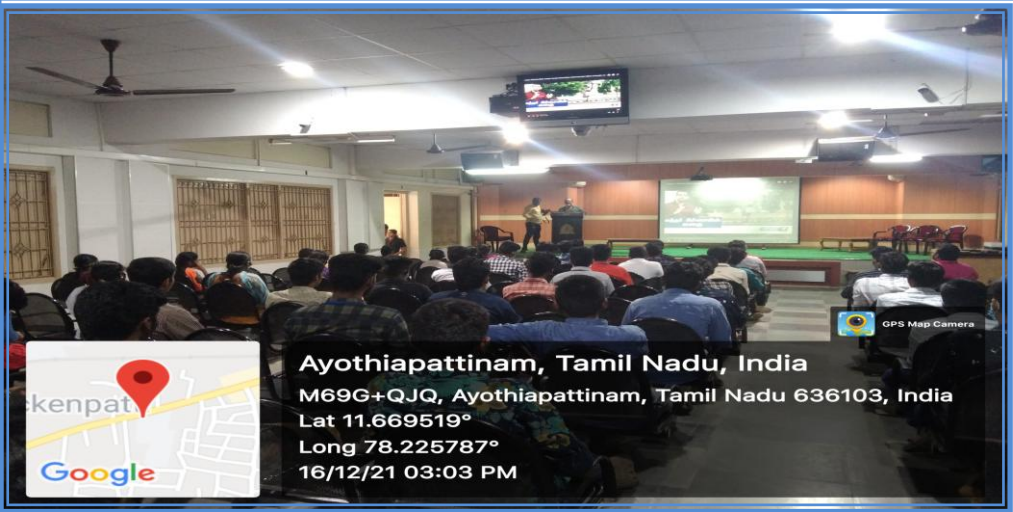 GPS Map Camera
ckenpat
Google
Ayothiapattinam, Tamil Nadu, India
M69G+QJQ, Ayothiapattinam, Tamil Nadu 636103, India
Lat 11.669519°
Long 78.225787°
16/12/21 03:03 PM